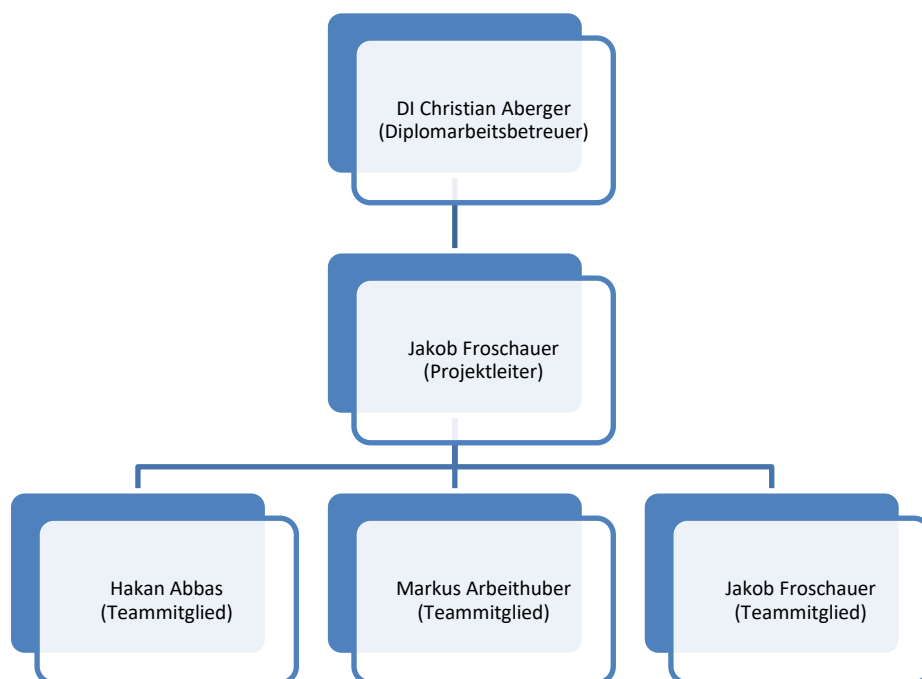 DI Christian Aberger
(Diplomarbeitsbetreuer)
Jakob Froschauer
(Projektleiter)
Hakan Abbas
(Teammitglied)
Markus Arbeithuber
(Teammitglied)
Jakob Froschauer
(Teammitglied)